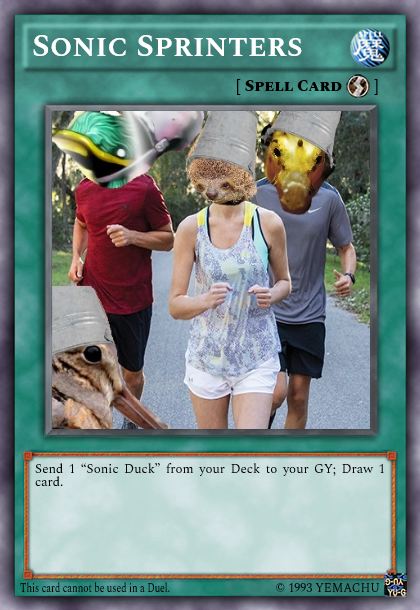 SONIC SPRINTERS
魔
[ SPELL CARD ]
Send 1 “Sonic Duck” from your Deck to your GY; Draw 1
card.
This card cannot be used in a Duel.
© 1993 YEMACHU